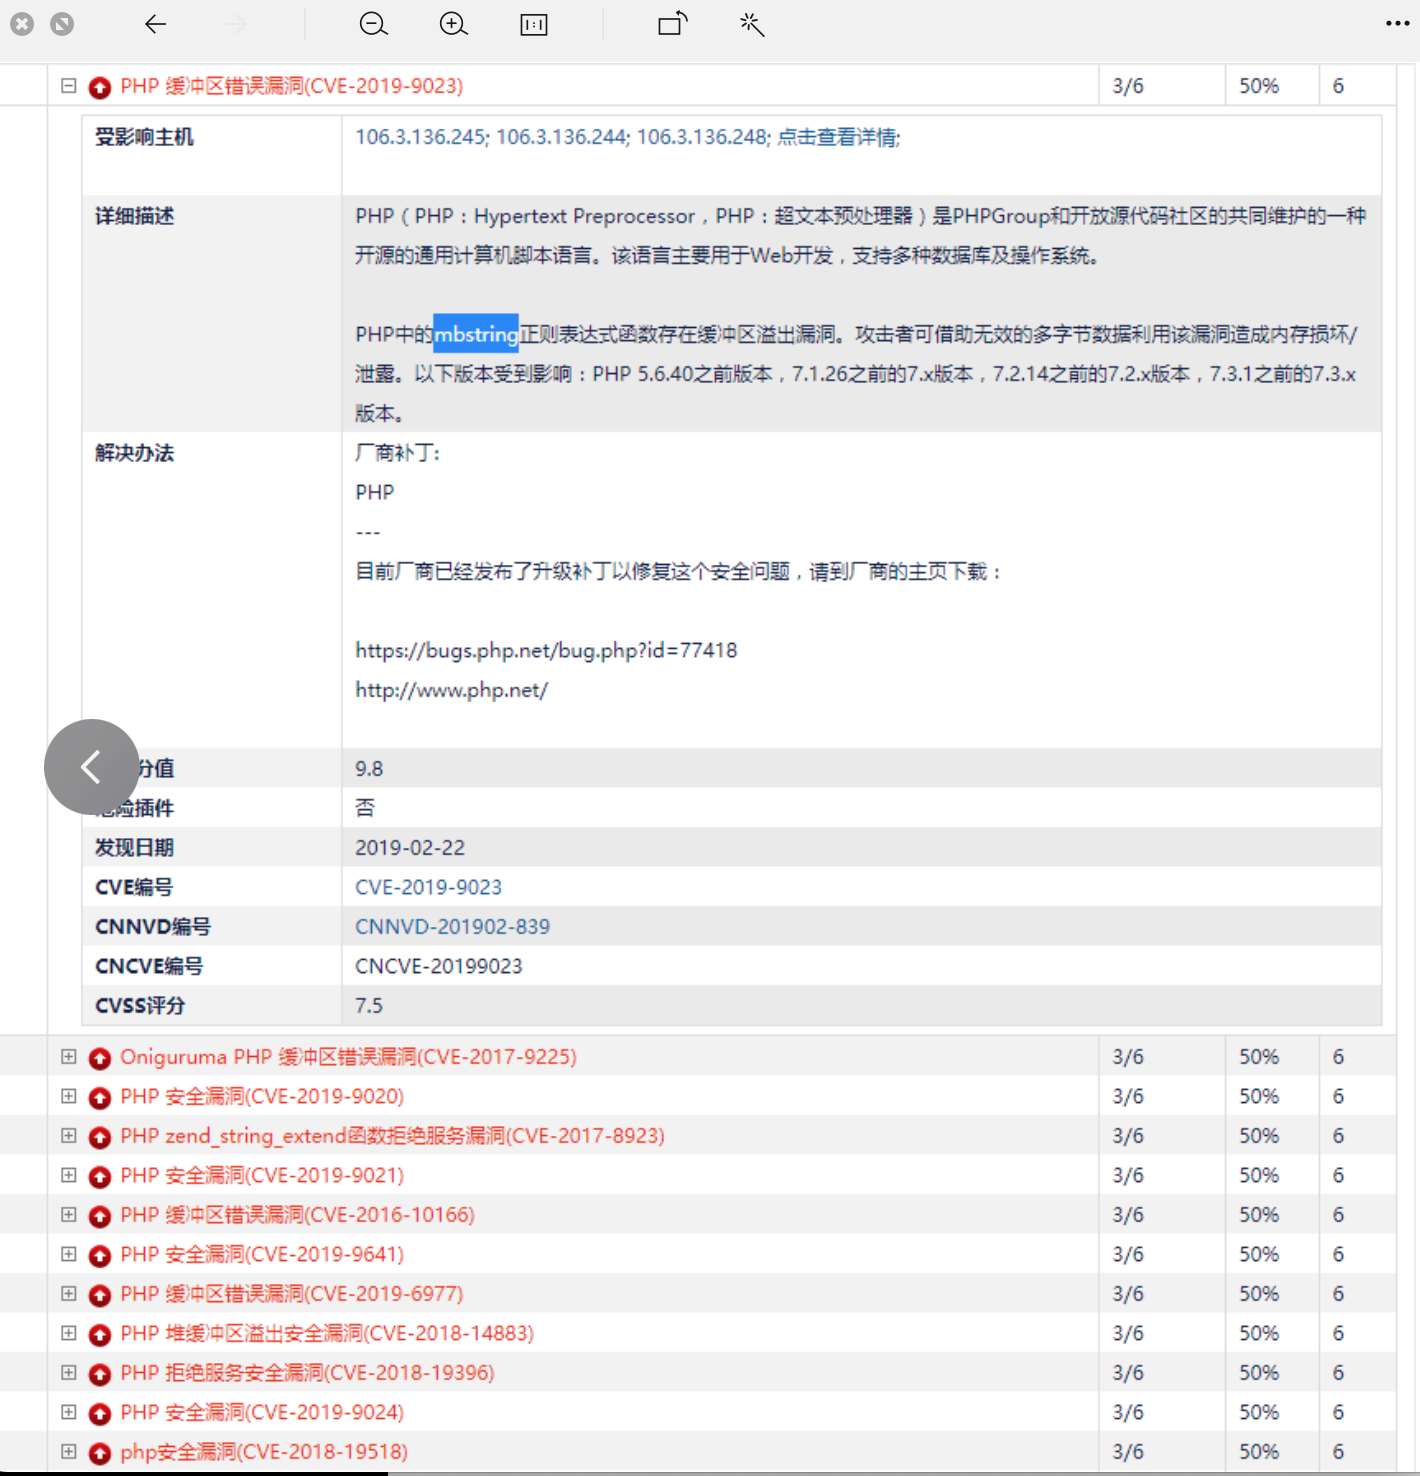 PHP 缓冲区错误漏洞(CVE-2019-9023) 3/6 50% 6
受影响主机 106.3.136.245; 106.3.136.244; 106.3.136.248; 点击查看详情;
详细描述 PHP（PHP：Hypertext Preprocessor，PHP：超文本预处理器）是PHPGroup和开放源代码社区的共同维护的一种
开源的通用计算机脚本语言。该语言主要用于Web开发，支持多种数据库及操作系统。
PHP中的mbstring正则表达式函数存在缓冲区溢出漏洞。攻击者可借助无效的多字节数据利用该漏洞造成内存损坏/
泄露。以下版本受到影响：PHP 5.6.40之前版本，7.1.26之前的7.x版本，7.2.14之前的7.2.x版本，7.3.1之前的7.3.x
版本。
解决办法 厂商补丁:
PHP
---
目前厂商已经发布了升级补丁以修复这个安全问题，请到厂商的主页下载：
https://bugs.php.net/bug.php?id=77418
http://www.php.net/
分值 9.8
险插件 否
发现日期 2019-02-22
CVE编号 CVE-2019-9023
CNNVD编号 CNNVD-201902-839
CNCVE编号 CNCVE-20199023
CVSS评分 7.5
Oniguruma PHP 缓冲区错误漏洞(CVE-2017-9225) 3/6 50% 6
PHP 安全漏洞(CVE-2019-9020) 3/6 50% 6
PHP zend_string_extend函数拒绝服务漏洞(CVE-2017-8923) 3/6 50% 6
PHP 安全漏洞(CVE-2019-9021) 3/6 50% 6
PHP 缓冲区错误漏洞(CVE-2016-10166) 3/6 50% 6
PHP 安全漏洞(CVE-2019-9641) 3/6 50% 6
PHP 缓冲区错误漏洞(CVE-2019-6977) 3/6 50% 6
PHP 堆缓冲区溢出安全漏洞(CVE-2018-14883) 3/6 50% 6
PHP 拒绝服务安全漏洞(CVE-2018-19396) 3/6 50% 6
PHP 安全漏洞(CVE-2019-9024) 3/6 50% 6
php安全漏洞(CVE-2018-19518) 3/6 50% 6